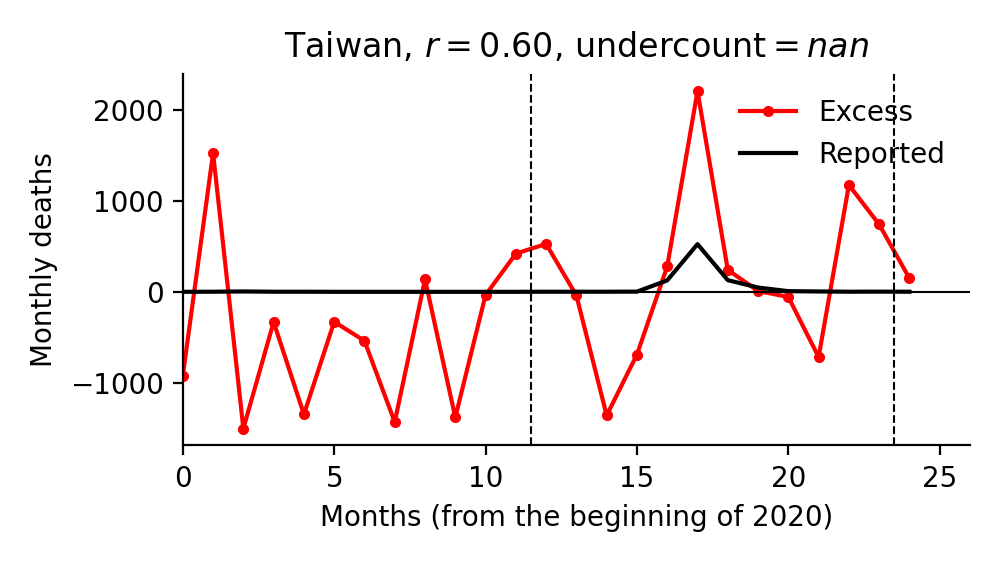 Taiwan, r = 0.60, undercount = nan
Monthly deaths
2000
1000
0
−1000
Excess
Reported
0 5 10 15 20 25
Months (from the beginning of 2020)